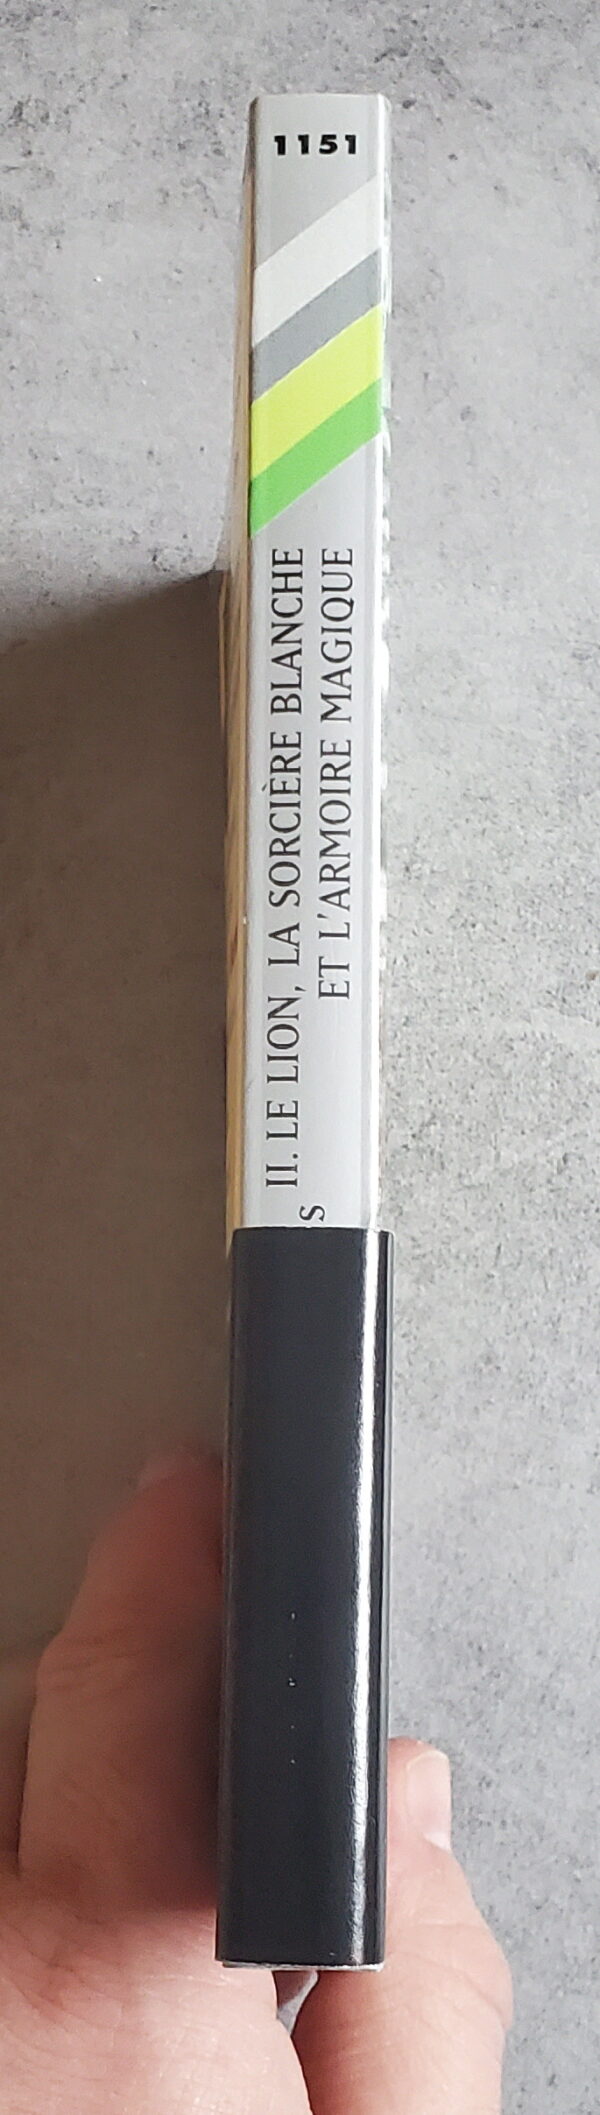 1151
II. LE LION, LA SORCIÈRE BLANCHE
ET L'ARMOIRE MAGIQUE
S